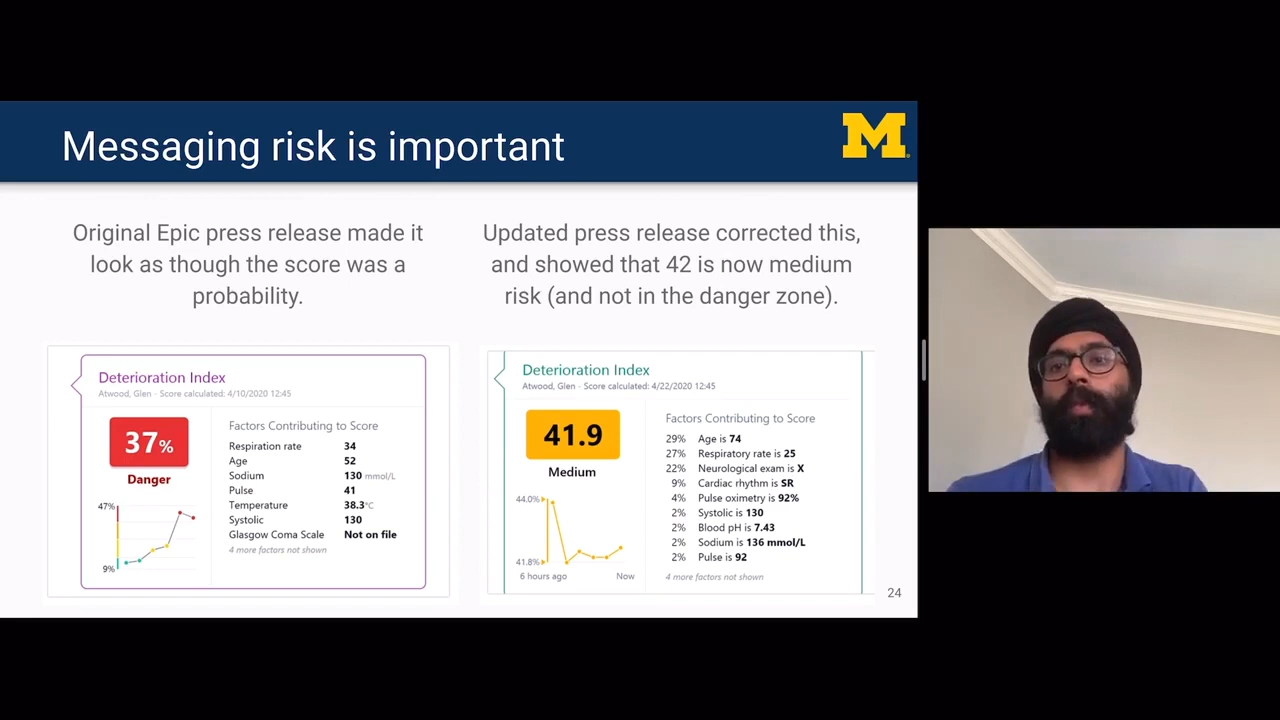 Messaging risk is important
M
Original Epic press release made it
look as though the score was a
probability.
Updated press release corrected this,
and showed that 42 is now medium
risk (and not in the danger zone).
Deterioration Index
Atwood, Glen - Score calculated: 4/10/2020 12:45
37%
Danger
47%
9%
Factors Contributing to Score
Respiration rate 34
Age 52
Sodium 130 mmol/L
Pulse 41
Temperature 38.3°C
Systolic 130
Glasgow Coma Scale Not on file
4 more factors not shown
Deterioration Index
Atwood, Glen - Score calculated: 4/22/2020 12:45
41.9
Medium
44.0%
41.8%
6 hours ago Now
Factors Contributing to Score
29% Age is 74
27% Respiratory rate is 25
22% Neurological exam is X
9% Cardiac rhythm is SR
4% Pulse oximetry is 92%
2% Systolic is 130
2% Blood pH is 7.43
2% Sodium is 136 mmol/L
2% Pulse is 92
4 more factors not shown
24